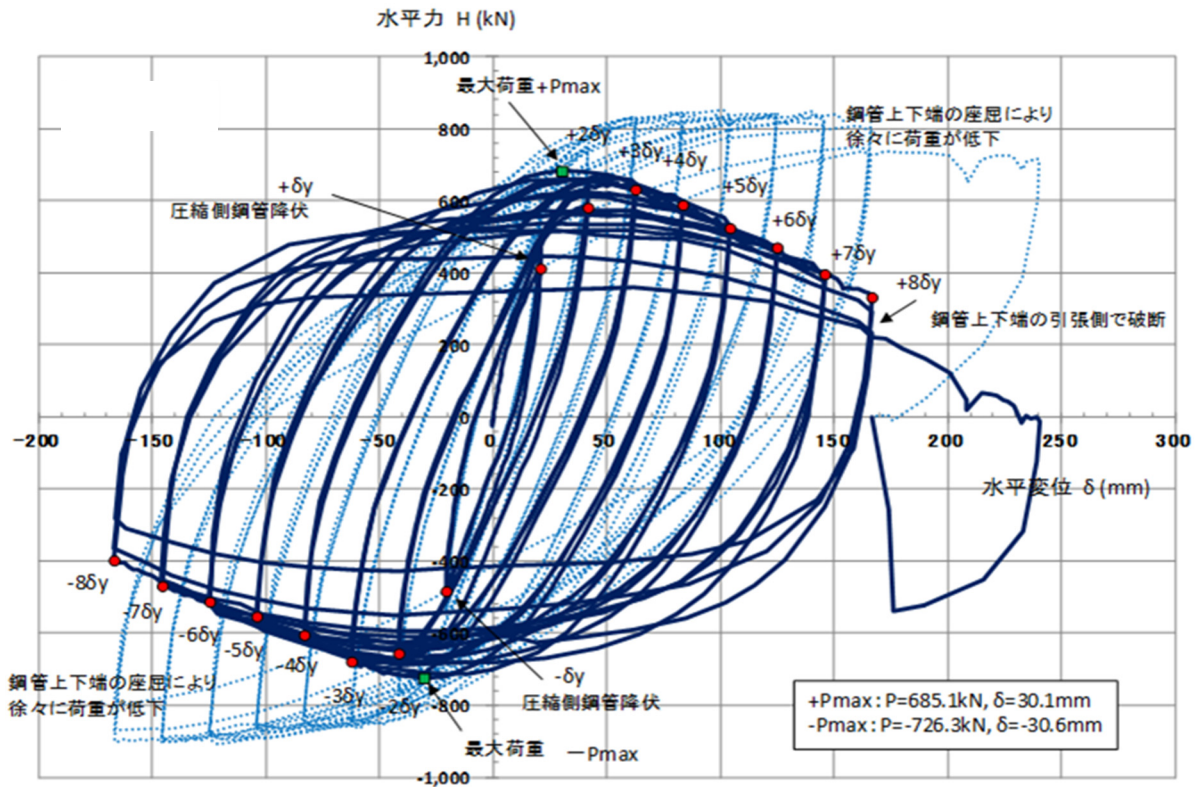 水平力 H (kN)
1,000
最大荷重+Pmax
鋼管上下端の座屈により
徐々に荷重が低下
800
+2δy
+3δy
+4δy
+δy
圧縮側鋼管降伏
600
+5δy
+6δy
+7δy
400
+8δy
鋼管上下端の引張側で破断
200
0
-200
-150
-100
-50
0
50
100
150
200
250
300
-200
水平変位 δ (mm)
-400
-8δy
-7δy
-6δy
-5δy
-4δy
-3δy
-2δy
-600
-δy
圧縮側鋼管降伏
鋼管上下端の座屈により
徐々に荷重が低下
-800
+Pmax : P=685.1kN, δ=30.1mm
-Pmax : P=-726.3kN, δ=-30.6mm
最大荷重 －Pmax
-1,000